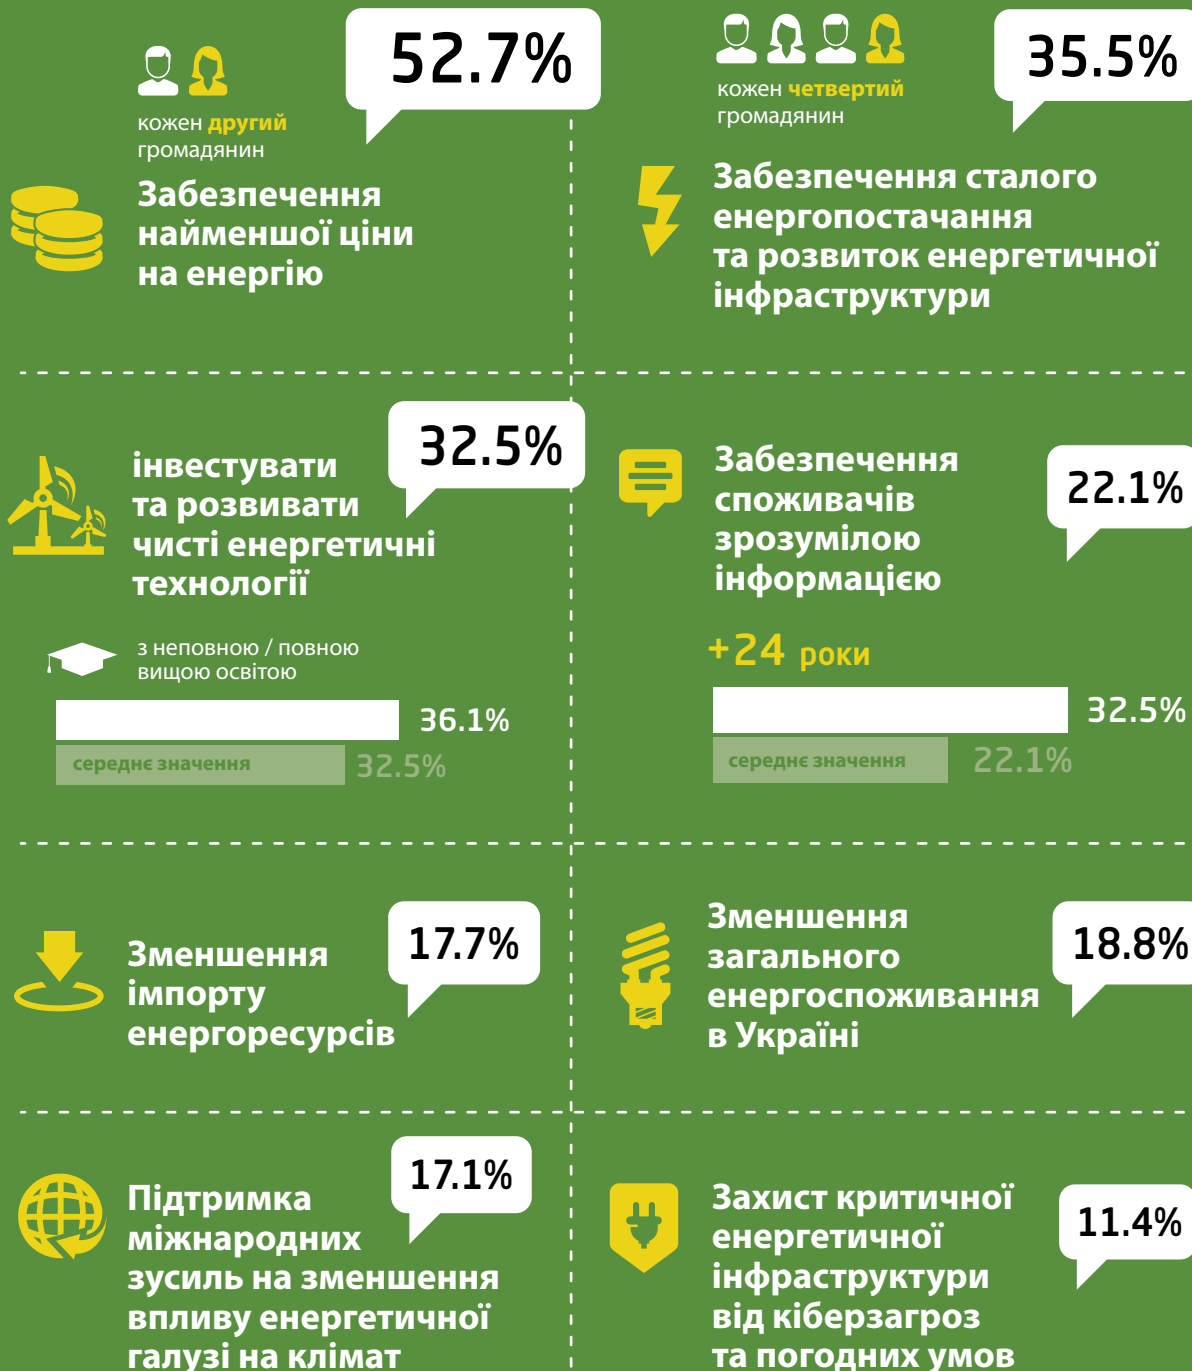 52.7%
кожен другий
громадянин
Забезпечення
найменшої ціни
на енергію
35.5%
кожен четвертий
громадянин
Забезпечення сталого
енергопостачання
та розвиток енергетичної
інфраструктури
32.5%
інвестувати
та розвивати
чисті енергетичні
технології
з неповною / повною
вищою освітою
36.1%
середнє значення 32.5%
Забезпечення
споживачів
зрозумілою
інформацією
22.1%
+24 роки
32.5%
середнє значення 22.1%
17.7%
Зменшення
імпорту
енергоресурсів
Зменшення
загального
енергоспоживання
в Україні
18.8%
17.1%
Підтримка
міжнародних
зусиль на зменшення
впливу енергетичної
галузі на клімат
Захист критичної
енергетичної
інфраструктури
від кіберзагроз
та погодних умов
11.4%